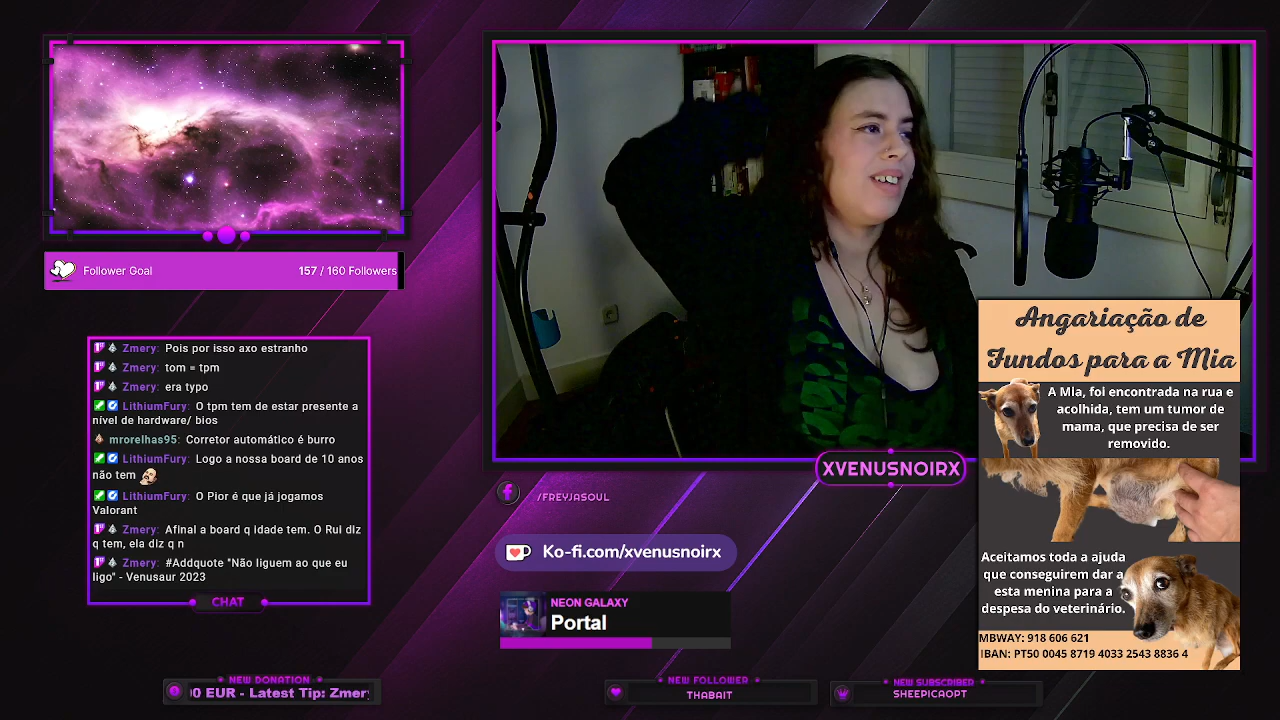 Follower Goal
157 / 160 Followers
Zmery: Pois por isso axo estranho
Zmery: tom = tpm
Zmery: era typo
LithiumFury: O tpm tem de estar presente a
nível de hardware/ bios
mrorelhas95: Corretor automático é burro
LithiumFury: Logo a nossa board de 10 anos
não tem
LithiumFury: O Pior é que já jogamos
Valorant
Zmery: Afinal a board q idade tem. O Rui diz
q tem, ela diz q n
Zmery: #Addquote "Não liguem ao que eu
ligo" - Venusaur 2023
CHAT
XVENUSNOIRX
/FREYJASOUL
Ko-fi.com/xvenusnoirx
NEON GALAXY
Portal
Angariação de
Fundos para a Mia
A Mia, foi encontrada na rua e
acolhida, tem um tumor de
mama, que precisa de ser
removido.
Aceitamos toda a ajuda
que conseguirem dar a
esta menina para a
despesa do veterinário.
MBWAY: 918 606 621
IBAN: PT50 0045 8719 4033 2543 8836 4
NEW DONATION
EUR - Latest Tip: Zmery
NEW FOLLOWER
THABAIT
NEW SUBSCRIBER
SHEEPICAOPT